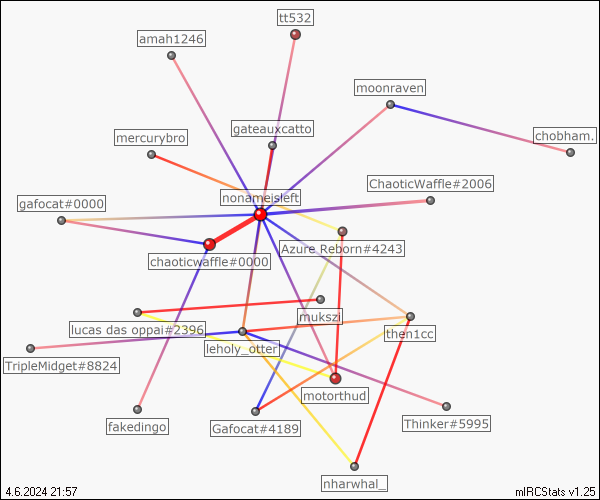 tt532
amah1246
moonraven
gateauxcatto
mercurybro
chobham.
ChaoticWaffle#2006
nonameisleft
gafocat#0000
Azure Reborn#4243
chaoticwaffle#0000
mukszi
lucas das oppai#2396
then1cc
leholy_otter
TripleMidget#8824
motorthud
Thinker#5995
fakedingo
Gafocat#4189
nharwhal_
4.6.2024 21:57
mIRCStats v1.25